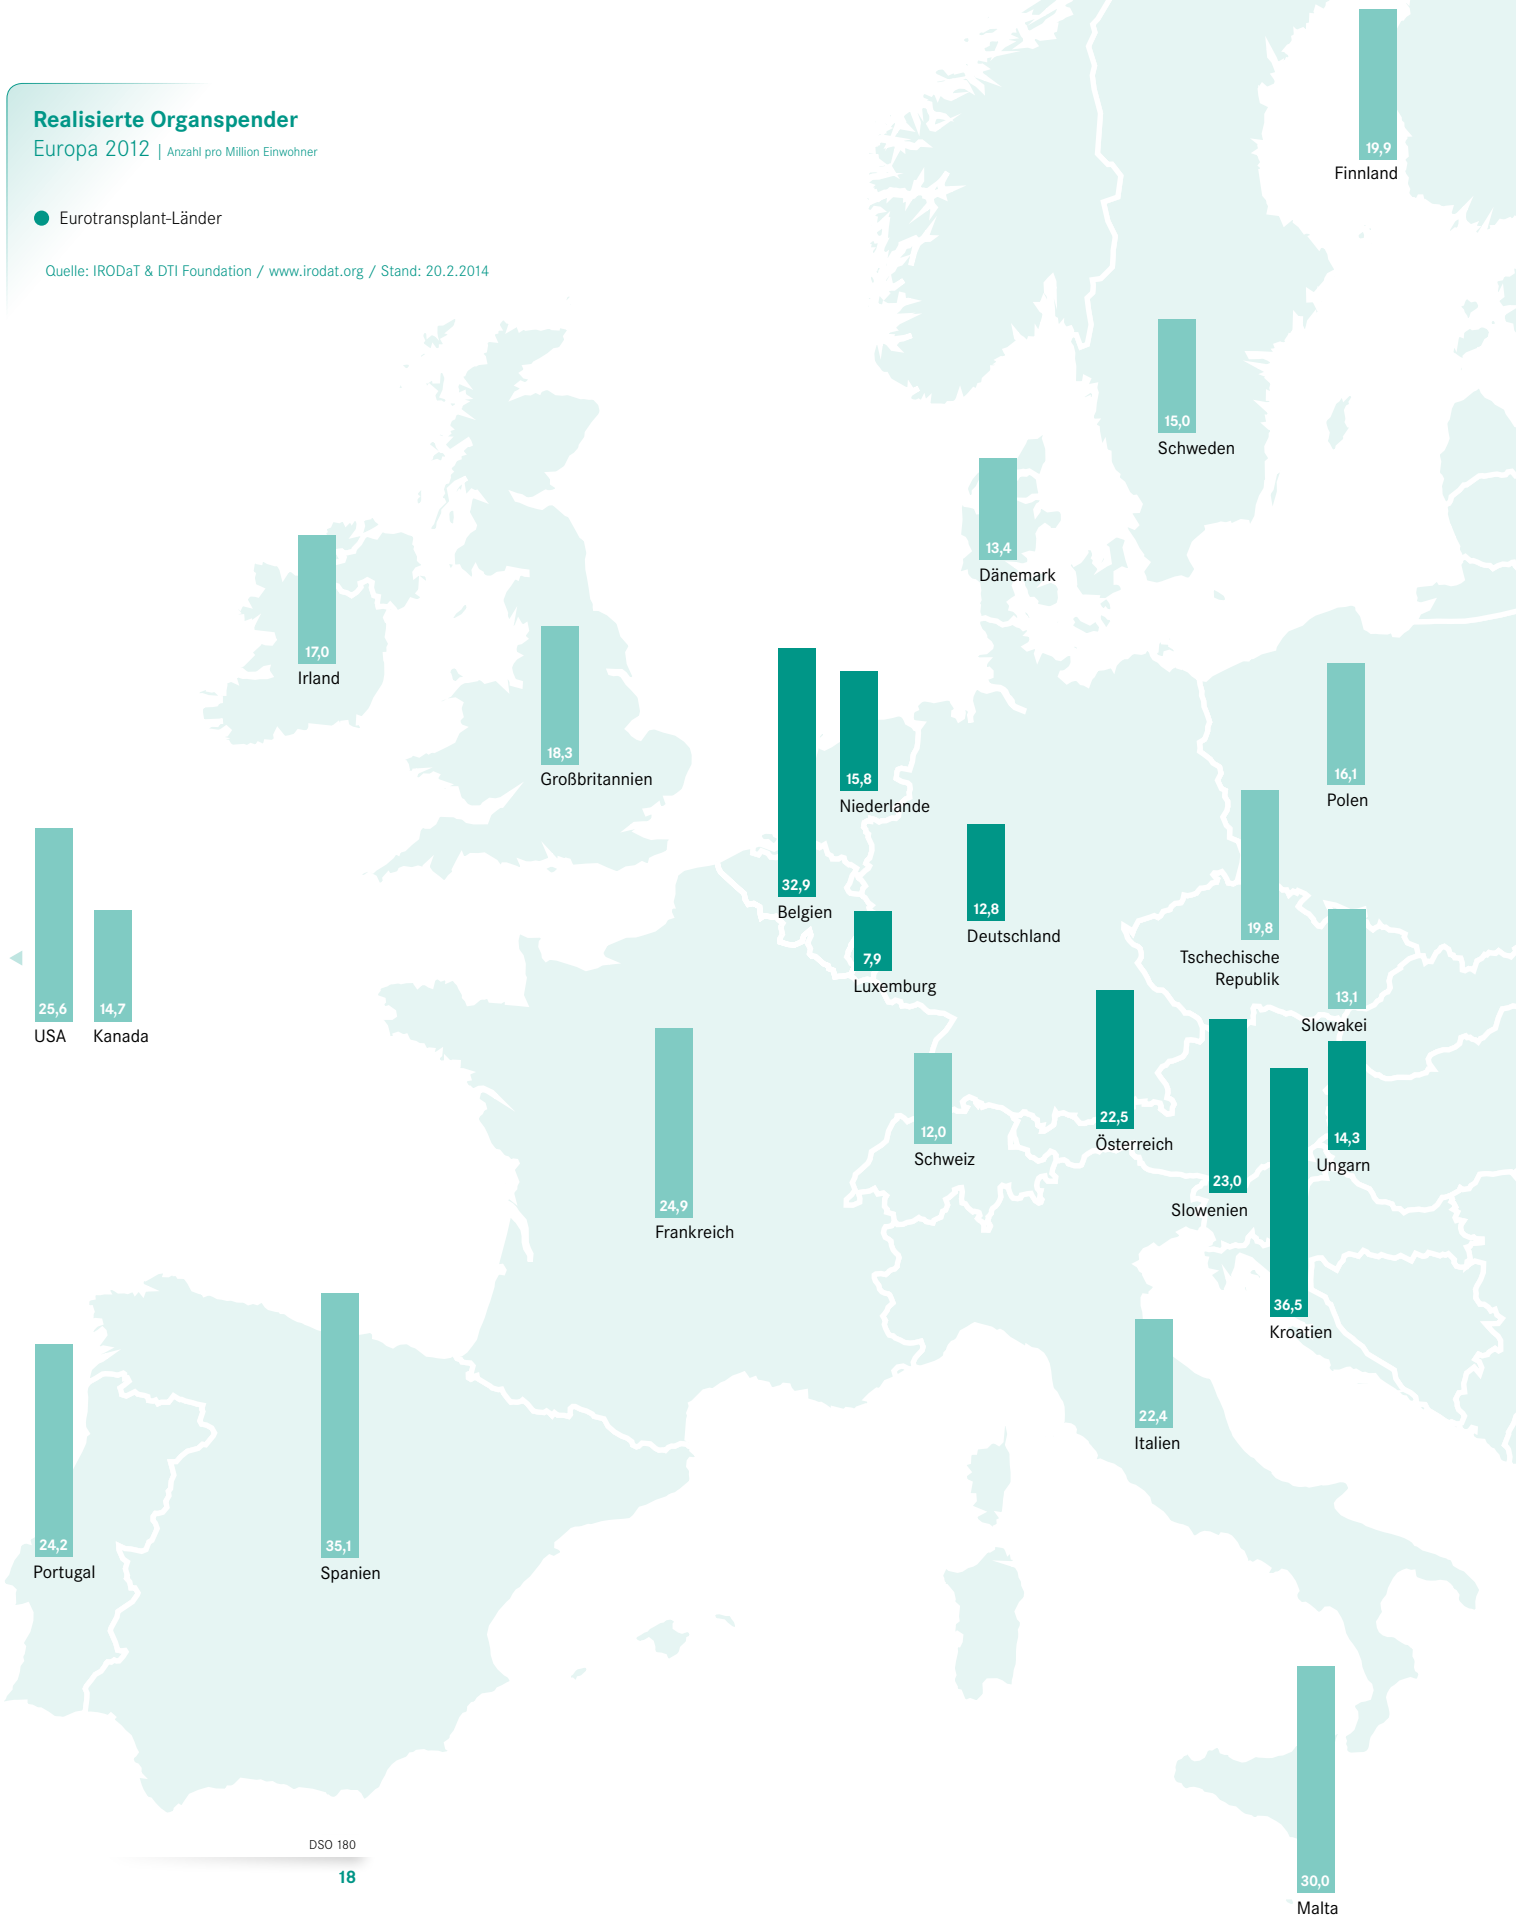 Realisierte Organspender
Europa 2012 | Anzahl pro Million Einwohner
Eurotransplant-Länder
Quelle: IRODaT & DTI Foundation / www.irodat.org / Stand: 20.2.2014
19,9
Finnland
15,0
Schweden
13,4
Dänemark
17,0
Irland
18,3
Großbritannien
32,9
Belgien
15,8
Niederlande
16,1
Polen
12,8
Deutschland
7,9
Luxemburg
19,8
Tschechische
Republik
13,1
Slowakei
25,6
USA
14,7
Kanada
24,9
Frankreich
12,0
Schweiz
22,5
Österreich
23,0
Slowenien
14,3
Ungarn
36,5
Kroatien
22,4
Italien
24,2
Portugal
35,1
Spanien
30,0
Malta
DSO 180
18